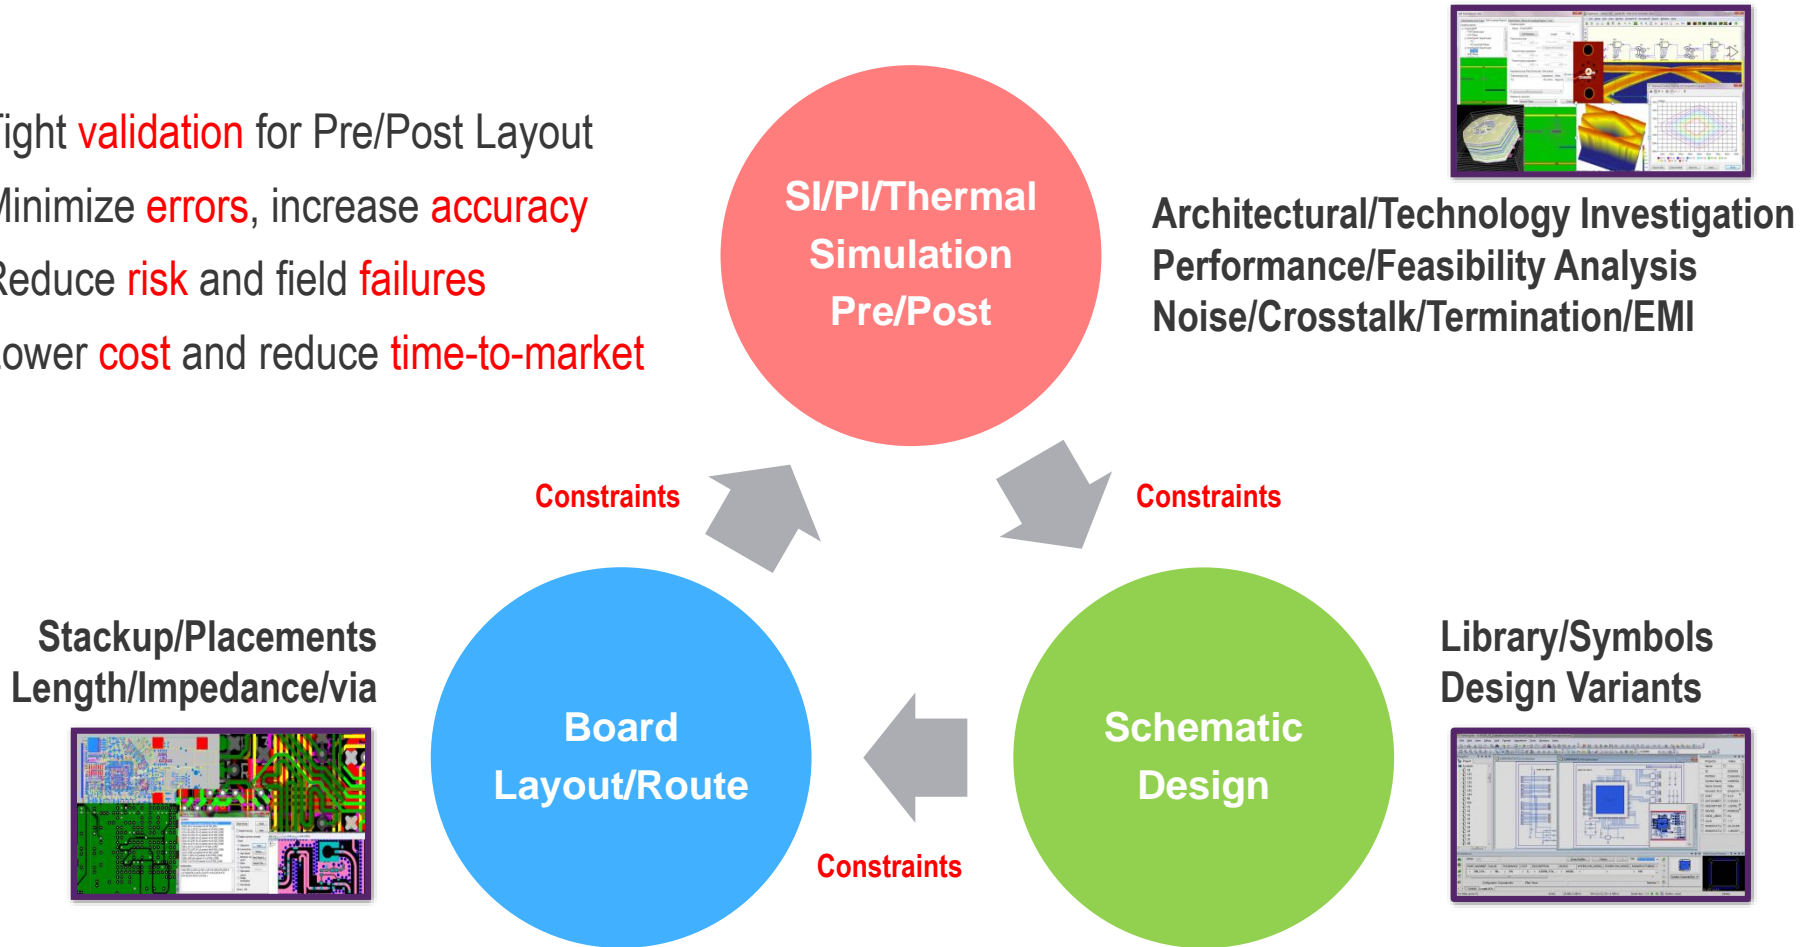 ight validation for Pre/Post Layout
Minimize errors, increase accuracy
Reduce risk and field failures
ower cost and reduce time-to-market
SI/PI/Thermal
Simulation
Pre/Post
Architectural/Technology Investigation
Performance/Feasibility Analysis
Noise/Crosstalk/Termination/EMI
Constraints
Constraints
Stackup/Placements
Length/Impedance/via
Board
Layout/Route
Schematic
Design
Library/Symbols
Design Variants
Constraints